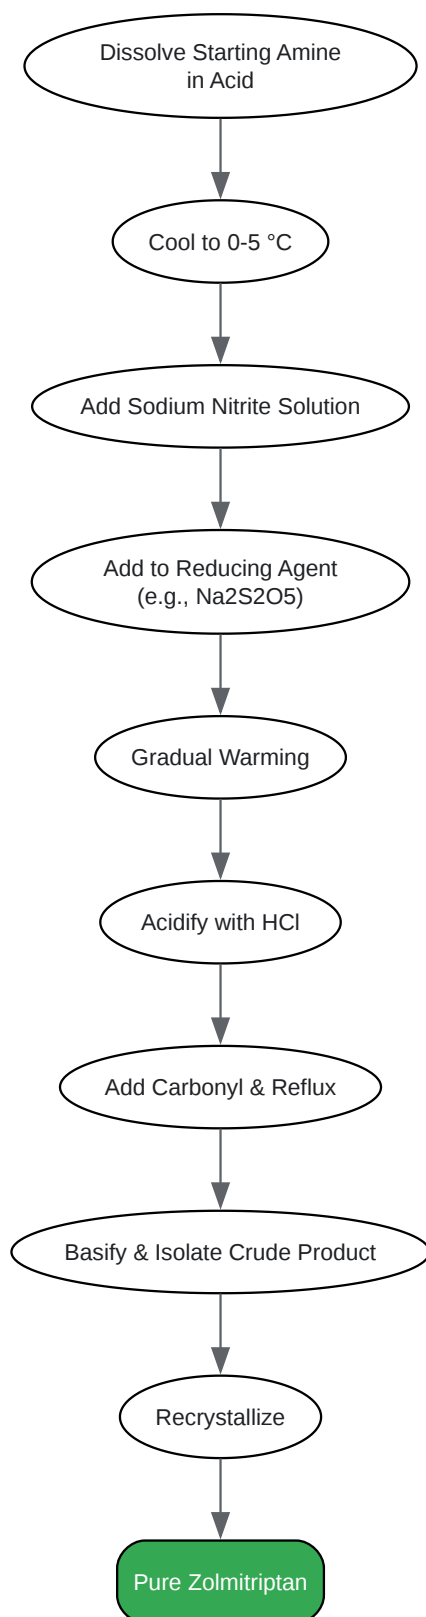 Dissolve Starting Amine
in Acid
Cool to 0-5 °C
Add Sodium Nitrite Solution
Add to Reducing Agent
(e.g., Na2S2O5)
Gradual Warming
Acidify with HCl
Add Carbonyl & Reflux
Basify & Isolate Crude Product
Recrystallize
Pure Zolmitriptan